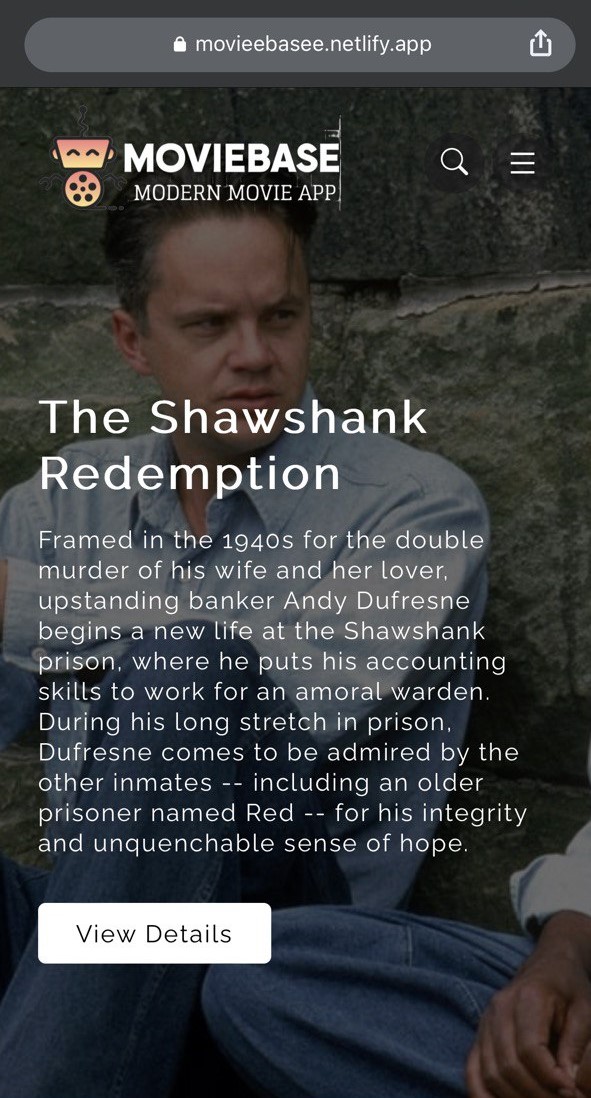 movieebasee.netlify.app
MOVIEBASE
MODERN MOVIE APP
The Shawshank
Redemption
Framed in the 1940s for the double
murder of his wife and her lover,
upstanding banker Andy Dufresne
begins a new life at the Shawshank
prison, where he puts his accounting
skills to work for an amoral warden.
During his long stretch in prison,
Dufresne comes to be admired by the
other inmates -- including an older
prisoner named Red -- for his integrity
and unquenchable sense of hope.
View Details